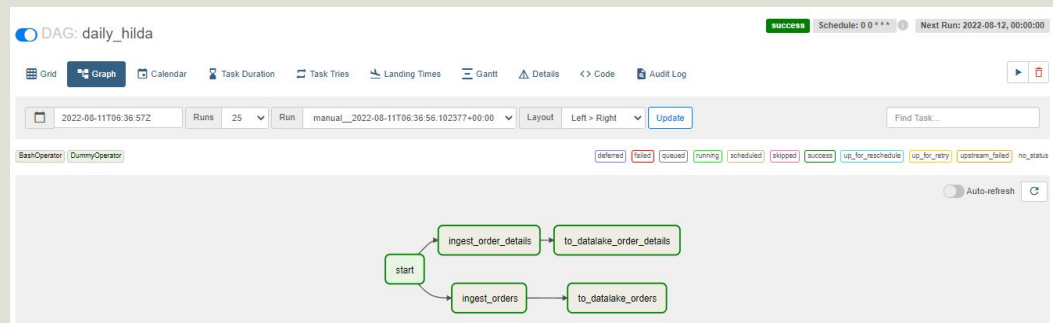 DAG: daily_hilda
success Schedule: 0 0 * * * Next Run: 2022-08-12, 00:00:00
Grid Graph Calendar Task Duration Task Tries Landing Times Gantt Details <> Code Audit Log
2022-08-11T06:36:57Z Runs 25 Run manual__2022-08-11T06:36:56.102377+00:00 Layout Left > Right Update Find Task...
BashOperator DummyOperator deferred failed queued running scheduled skipped success up_for_reschedule up_for_retry upstream_failed no_status
Auto-refresh
ingest_order_details to_datalake_order_details
start
ingest_orders to_datalake_orders